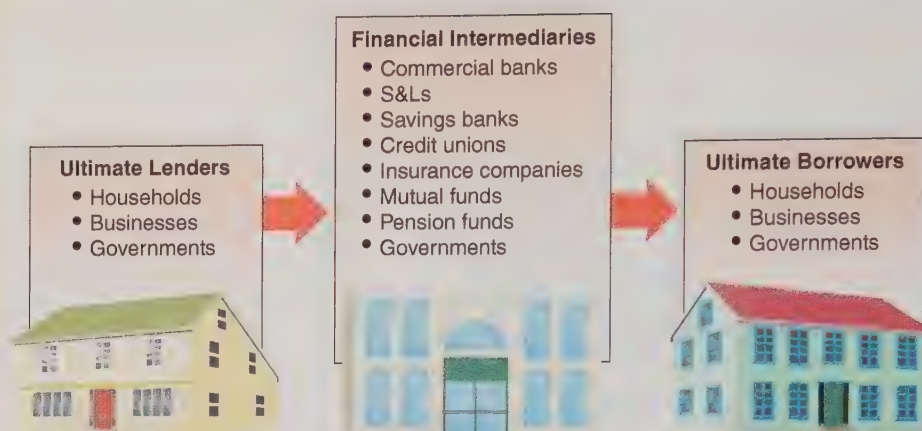 Financial Intermediaries
• Commercial banks
• S&Ls
• Savings banks
• Credit unions
• Insurance companies
• Mutual funds
• Pension funds
• Governments
Ultimate Lenders
• Households
• Businesses
• Governments
Ultimate Borrowers
• Households
• Businesses
• Governments